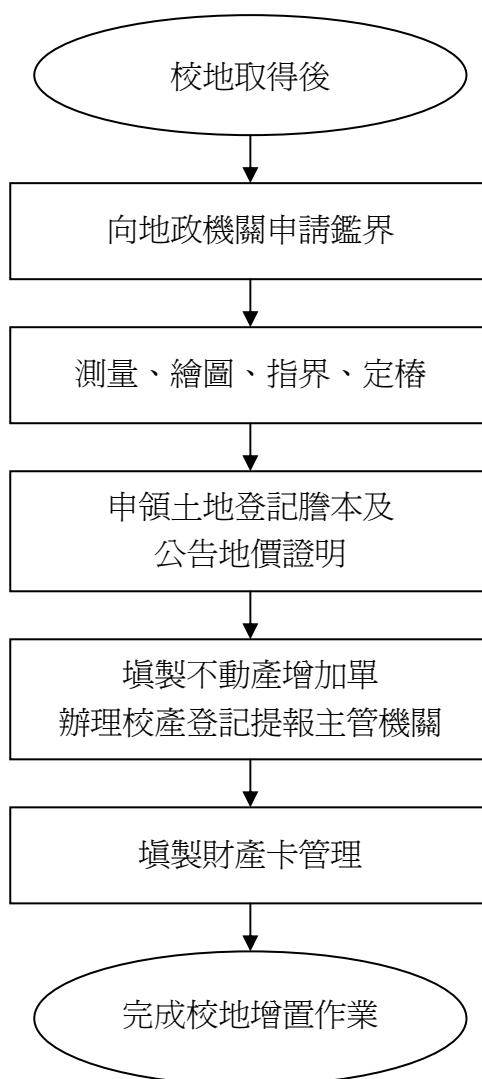 校地取得後
向地政機關申請鑑界
測量、繪圖、指界、定樁
申領土地登記謄本及
公告地價證明
填製不動產增加單
辦理校產登記提報主管機關
填製財產卡管理
完成校地增置作業